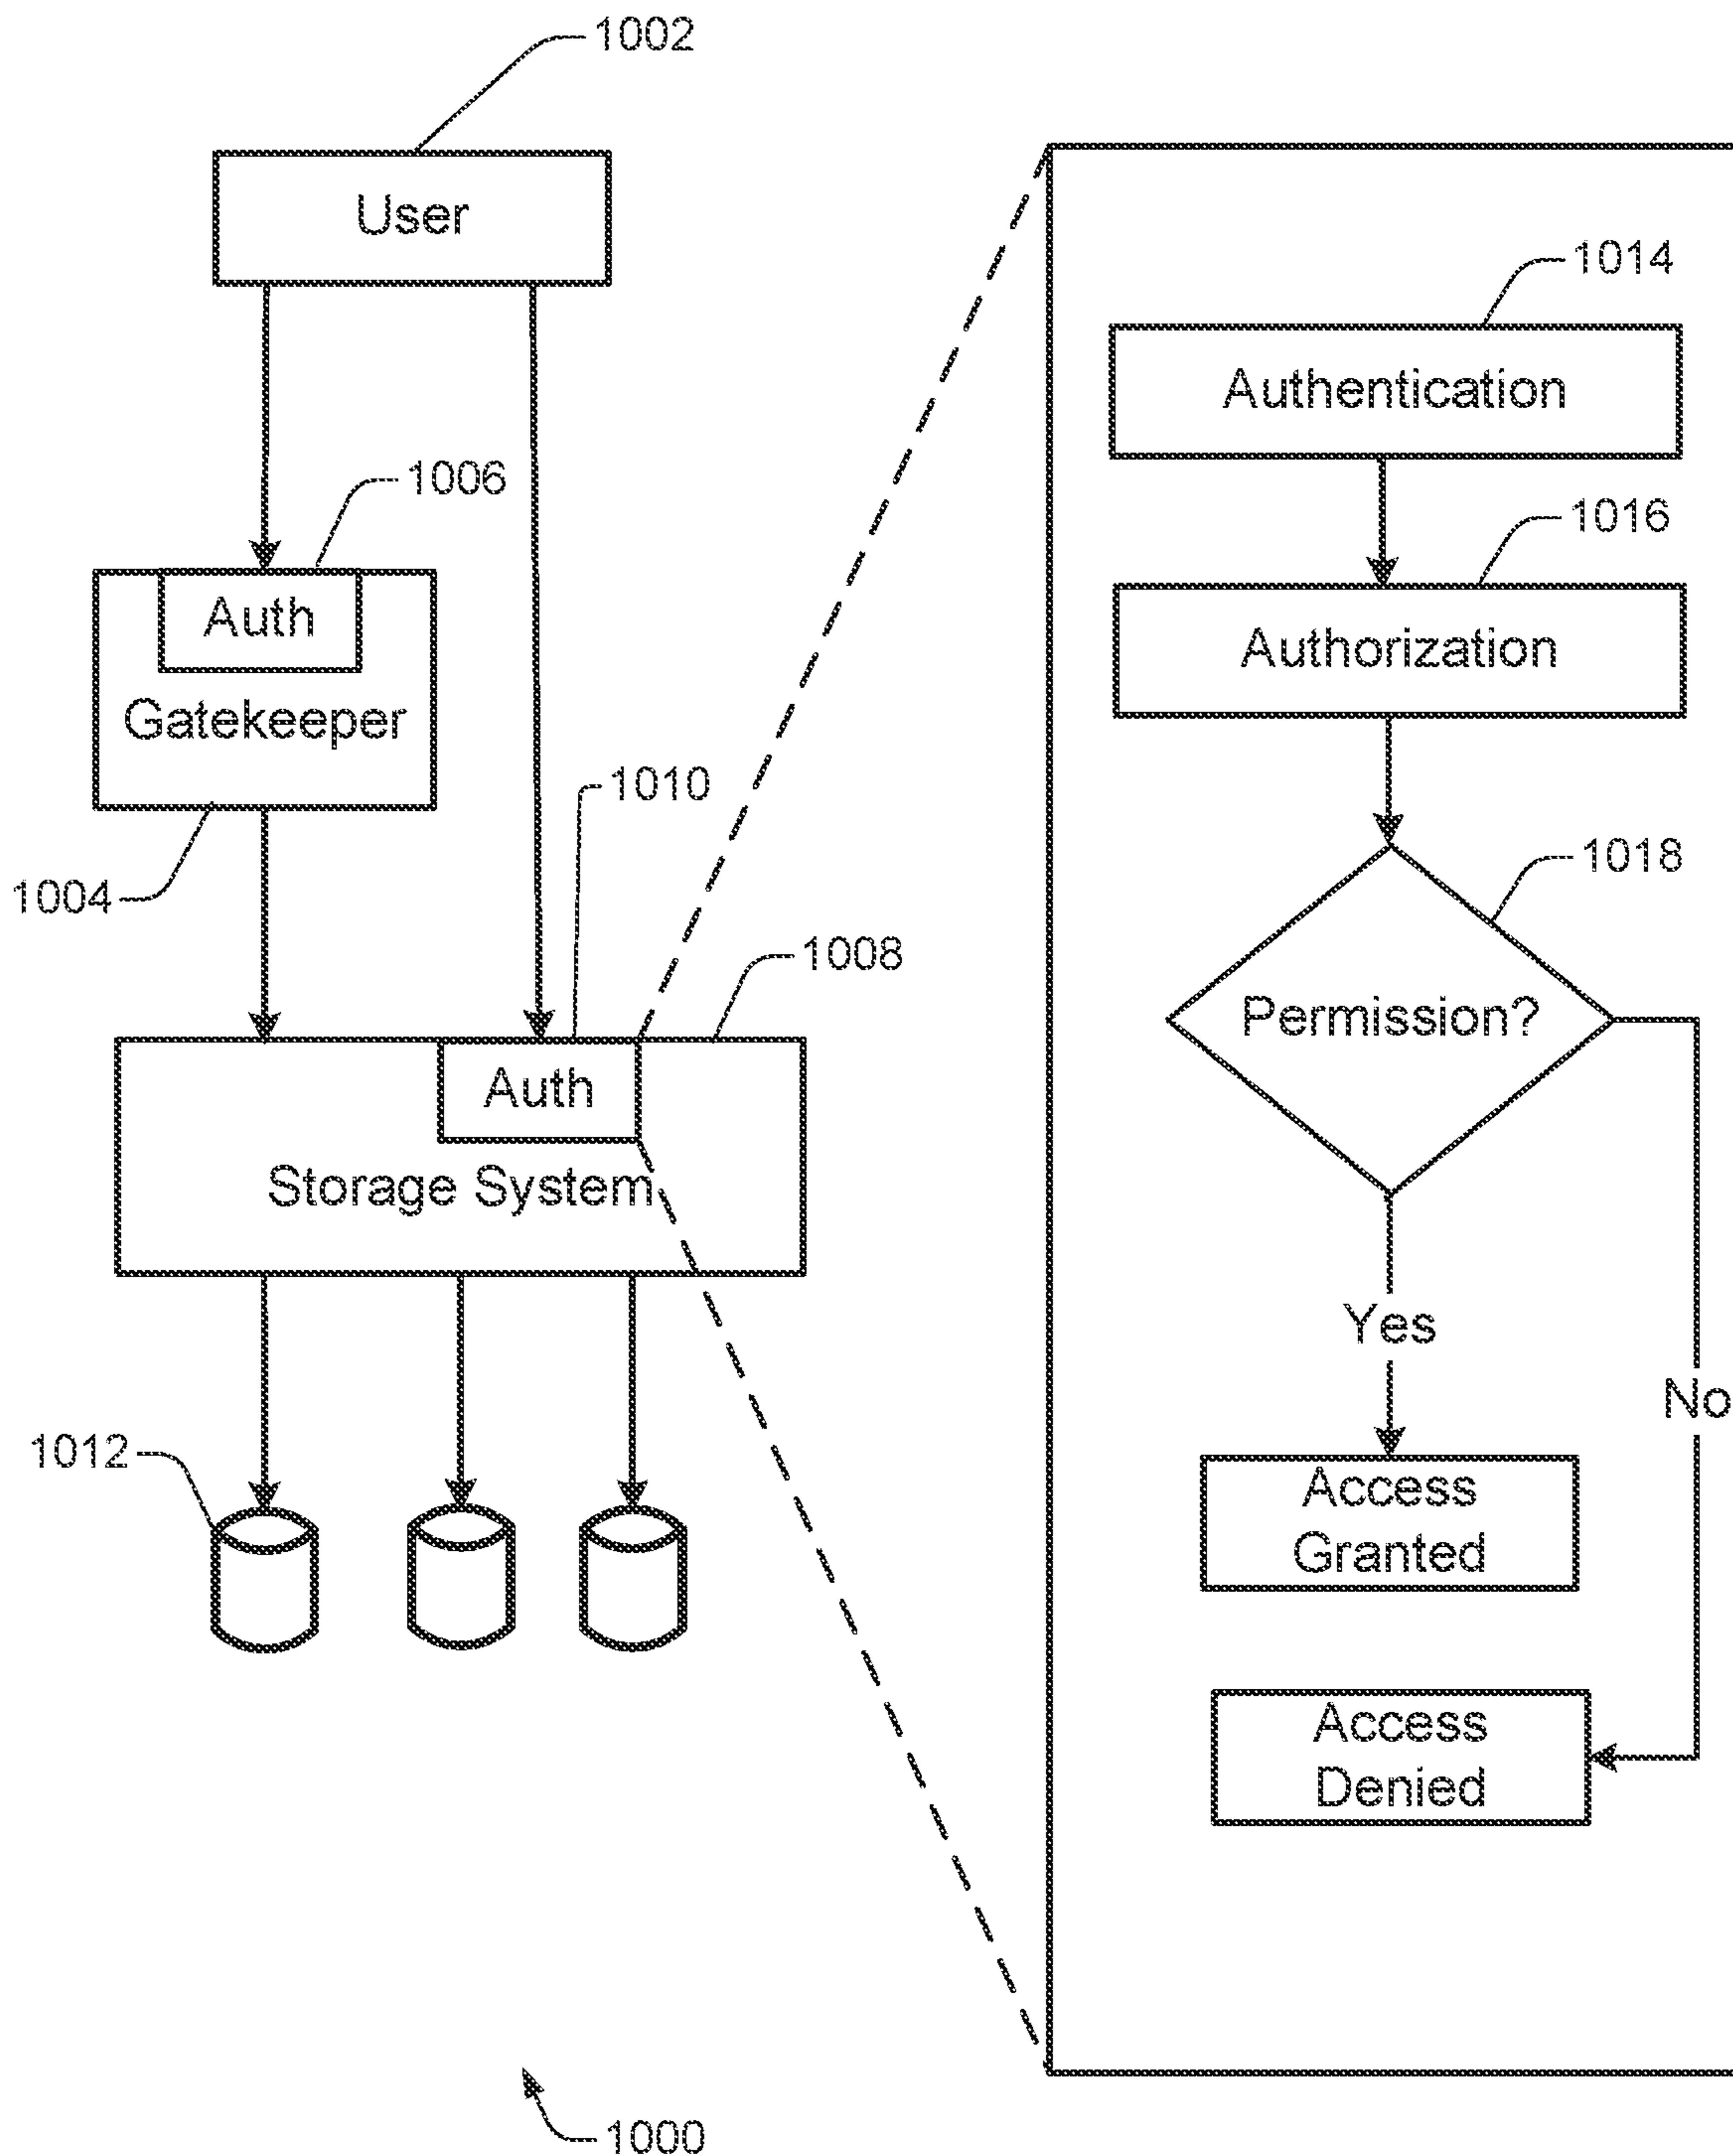 1002
User
1006
Auth
Gatekeeper
1004
1010
1008
Auth
Storage System
1012
1000
1014
Authentication
1016
Authorization
1018
Permission?
Yes
No
Access
Granted
Access
Denied